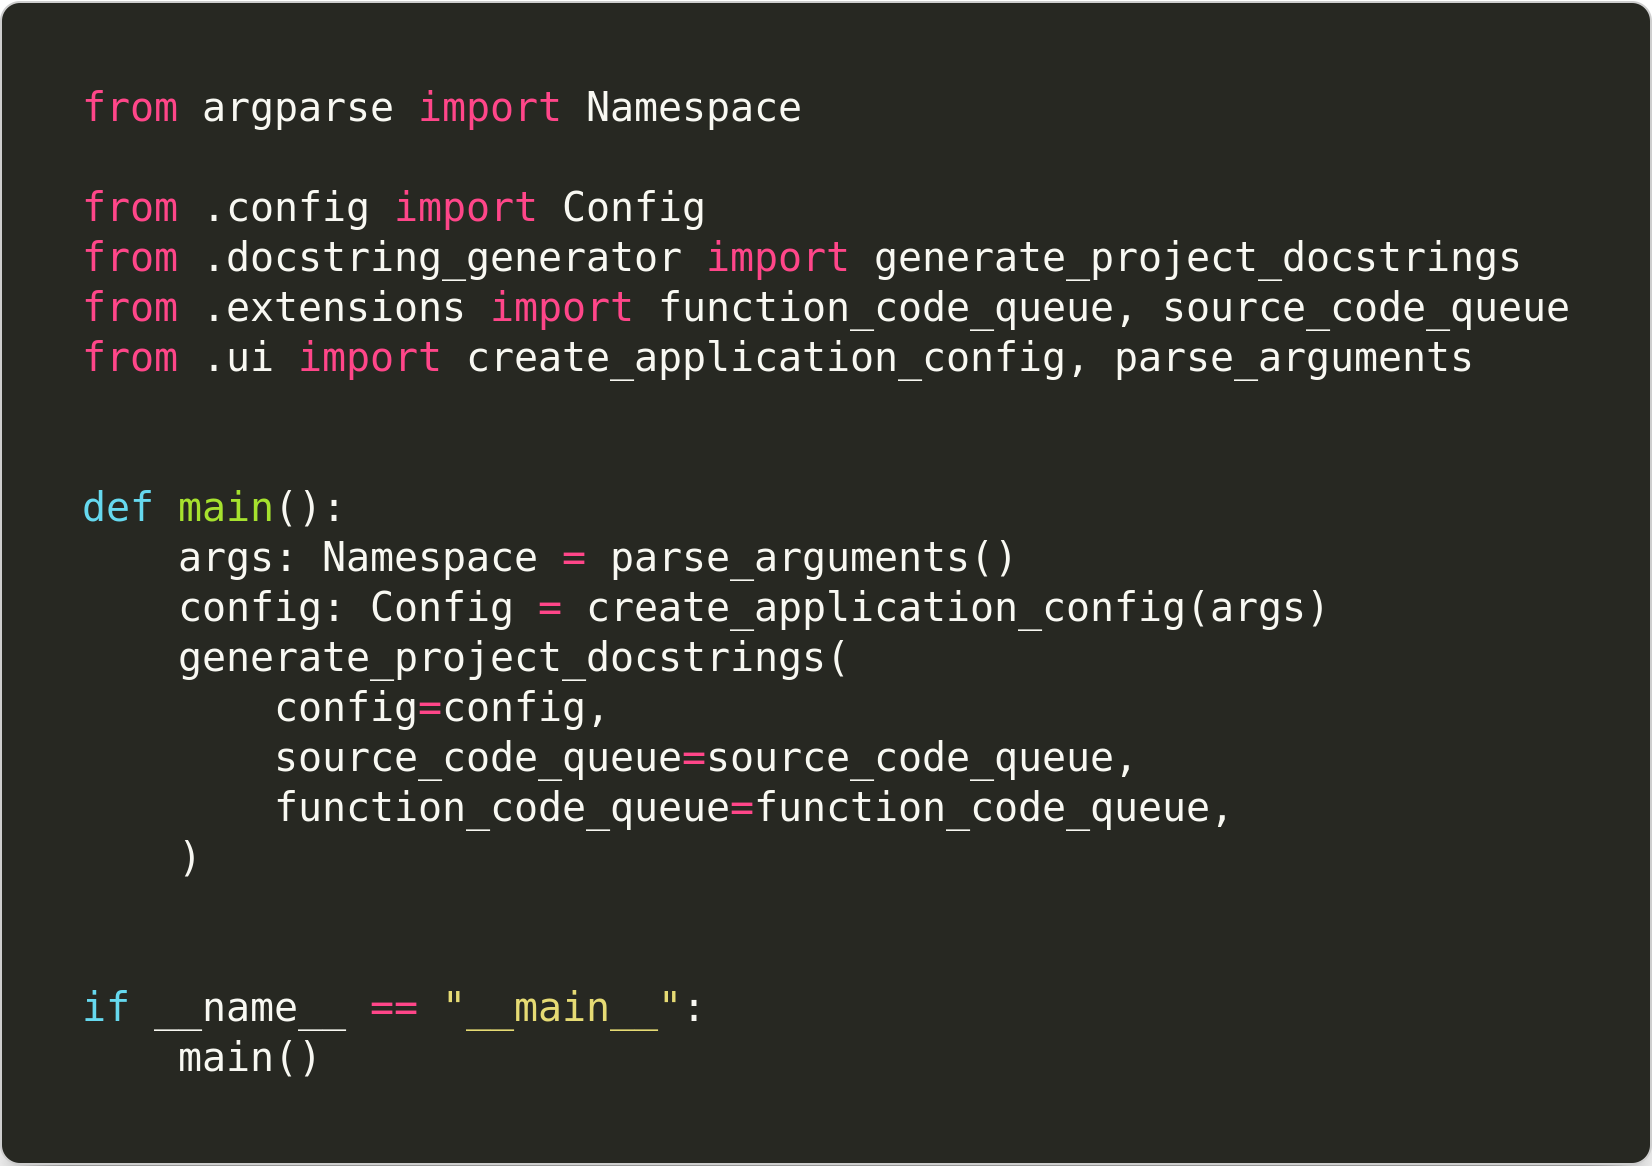 from argparse import Namespace

from .config import Config
from .docstring_generator import generate_project_docstrings
from .extensions import function_code_queue, source_code_queue
from .ui import create_application_config, parse_arguments


def main():
    args: Namespace = parse_arguments()
    config: Config = create_application_config(args)
    generate_project_docstrings(
        config=config,
        source_code_queue=source_code_queue,
        function_code_queue=function_code_queue,
    )


if __name__ == "__main__":
    main()